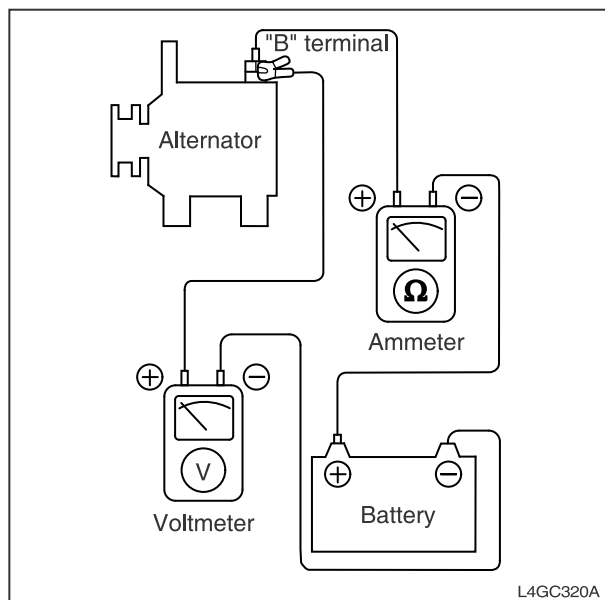 "B" terminal
Alternator
+ −
Ω
Ammeter
+ −
V
Voltmeter
+ −
Battery
L4GC320A